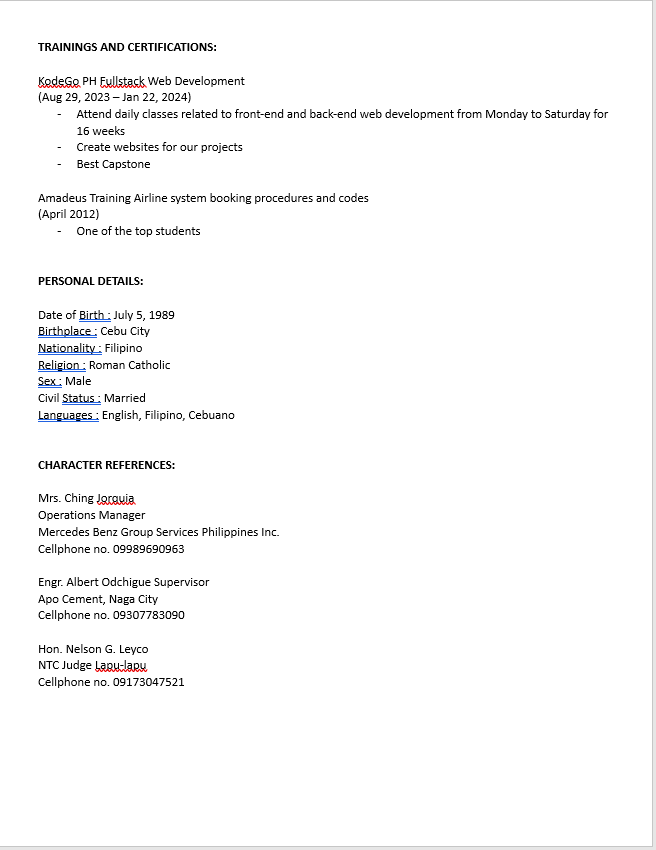 TRAININGS AND CERTIFICATIONS:
KodeGo PH Fullstack Web Development
(Aug 29, 2023 – Jan 22, 2024)
- Attend daily classes related to front-end and back-end web development from Monday to Saturday for
16 weeks
- Create websites for our projects
- Best Capstone
Amadeus Training Airline system booking procedures and codes
(April 2012)
- One of the top students
PERSONAL DETAILS:
Date of Birth : July 5, 1989
Birthplace : Cebu City
Nationality : Filipino
Religion : Roman Catholic
Sex : Male
Civil Status : Married
Languages : English, Filipino, Cebuano
CHARACTER REFERENCES:
Mrs. Ching Jorquia
Operations Manager
Mercedes Benz Group Services Philippines Inc.
Cellphone no. 09989690963
Engr. Albert Odchigue Supervisor
Apo Cement, Naga City
Cellphone no. 09307783090
Hon. Nelson G. Leyco
NTC Judge Lapu-lapu
Cellphone no. 09173047521